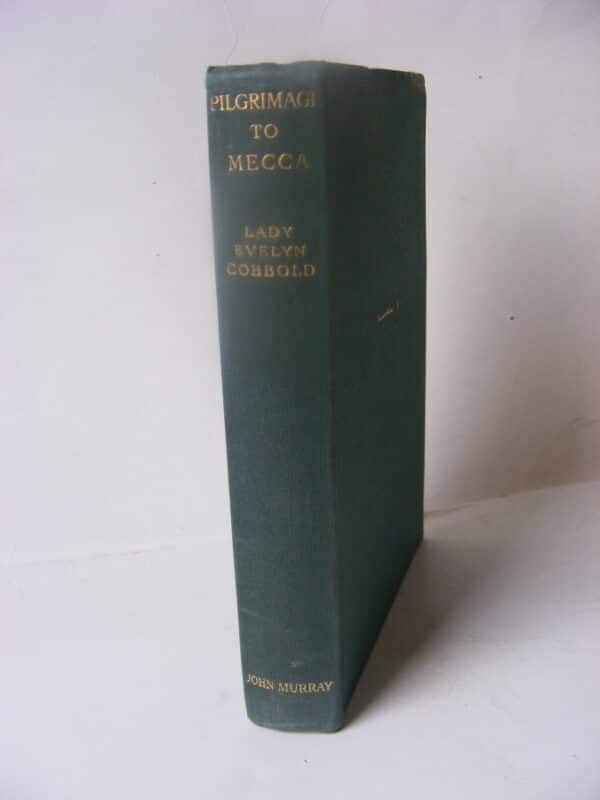 PILGRIMAGE
TO
MECCA
LADY
EVELYN
COBBOLD
JOHN MURRAY